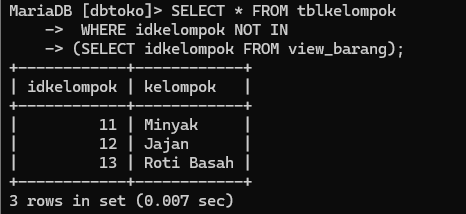 MariaDB [dbtoko]> SELECT * FROM tblkelompok
    ->  WHERE idkelompok NOT IN
    -> (SELECT idkelompok FROM view_barang);
+------------+------------+
| idkelompok | kelompok   |
+------------+------------+
|         11 | Minyak     |
|         12 | Jajan      |
|         13 | Roti Basah |
+------------+------------+
3 rows in set (0.007 sec)